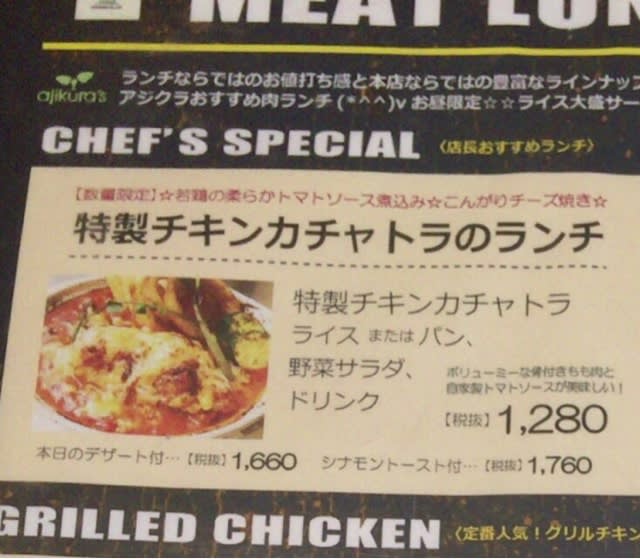 MEAT LUN
ajikura's
ランチならではのお値打ち感と本店ならではの豊富なラインナップ
アジクラおすすめ肉ランチ(*^^)v お昼限定☆☆ライス大盛サー
CHEF'S SPECIAL 〈店長おすすめランチ〉
【数量限定】☆若鶏の柔らかトマトソース煮込み☆こんがりチーズ焼き☆
特製チキンカチャトラのランチ
特製チキンカチャトラ
ライス または パン、
野菜サラダ、
ドリンク
ボリューミーな骨付きもも肉と
自家製トマトソースが美味しい!
【税抜】1,280
本日のデザート付…【税抜】1,660 シナモントースト付…【税抜】1,760
GRILLED CHICKEN 〈定番人気!グリルチキン